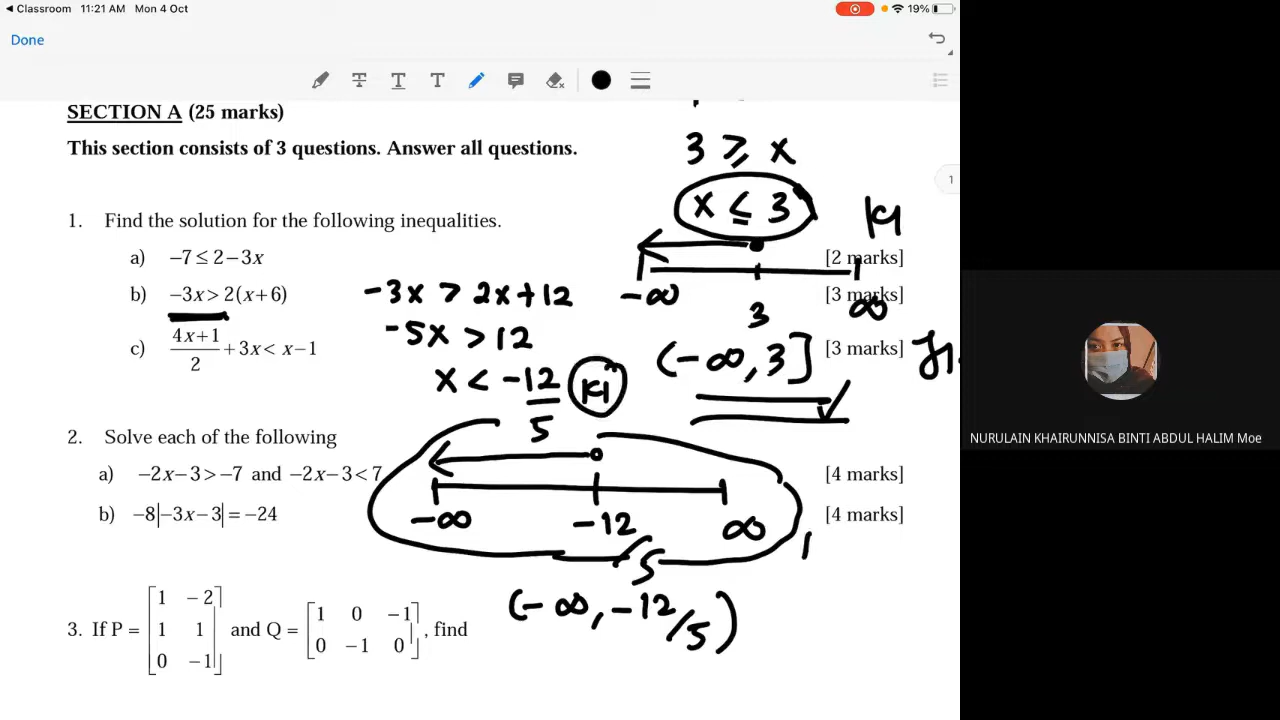 Classroom 11:21 AM Mon 4 Oct 19%
Done
SECTION A (25 marks)
This section consists of 3 questions. Answer all questions.
3 ≥ x
x ≤ 3
K1
1. Find the solution for the following inequalities.
a) −7 ≤ 2−3x [2 marks]
b) −3x > 2(x+6) [3 marks]
c) (4x+1)/2 + 3x < x−1 [3 marks]
-∞ 3 ∞
(-∞, 3]
-3x > 2x+12
-5x > 12
x < -12/5 K1
2. Solve each of the following
a) −2x−3 > −7 and −2x−3 < 7 [4 marks]
b) −8|−3x−3| = −24 [4 marks]
-∞ -12/5 ∞
(-∞, -12/5)
3. If P = [1 −2; 1 1; 0 −1] and Q = [1 0 −1; 0 −1 0], find
1
NURULAIN KHAIRUNNISA BINTI ABDUL HALIM Moe